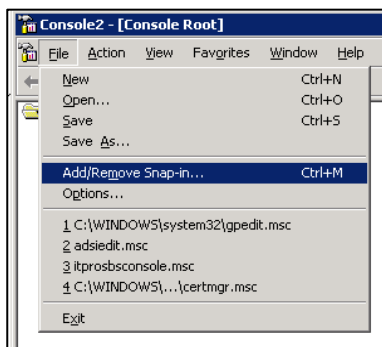 Console2 - [Console Root]
File Action View Favorites Window Help
New Ctrl+N
Open... Ctrl+O
Save Ctrl+S
Save As...
Add/Remove Snap-in... Ctrl+M
Options...
1 C:\WINDOWS\system32\gpedit.msc
2 adsiedit.msc
3 itprosbsconsole.msc
4 C:\WINDOWS\...\certmgr.msc
Exit